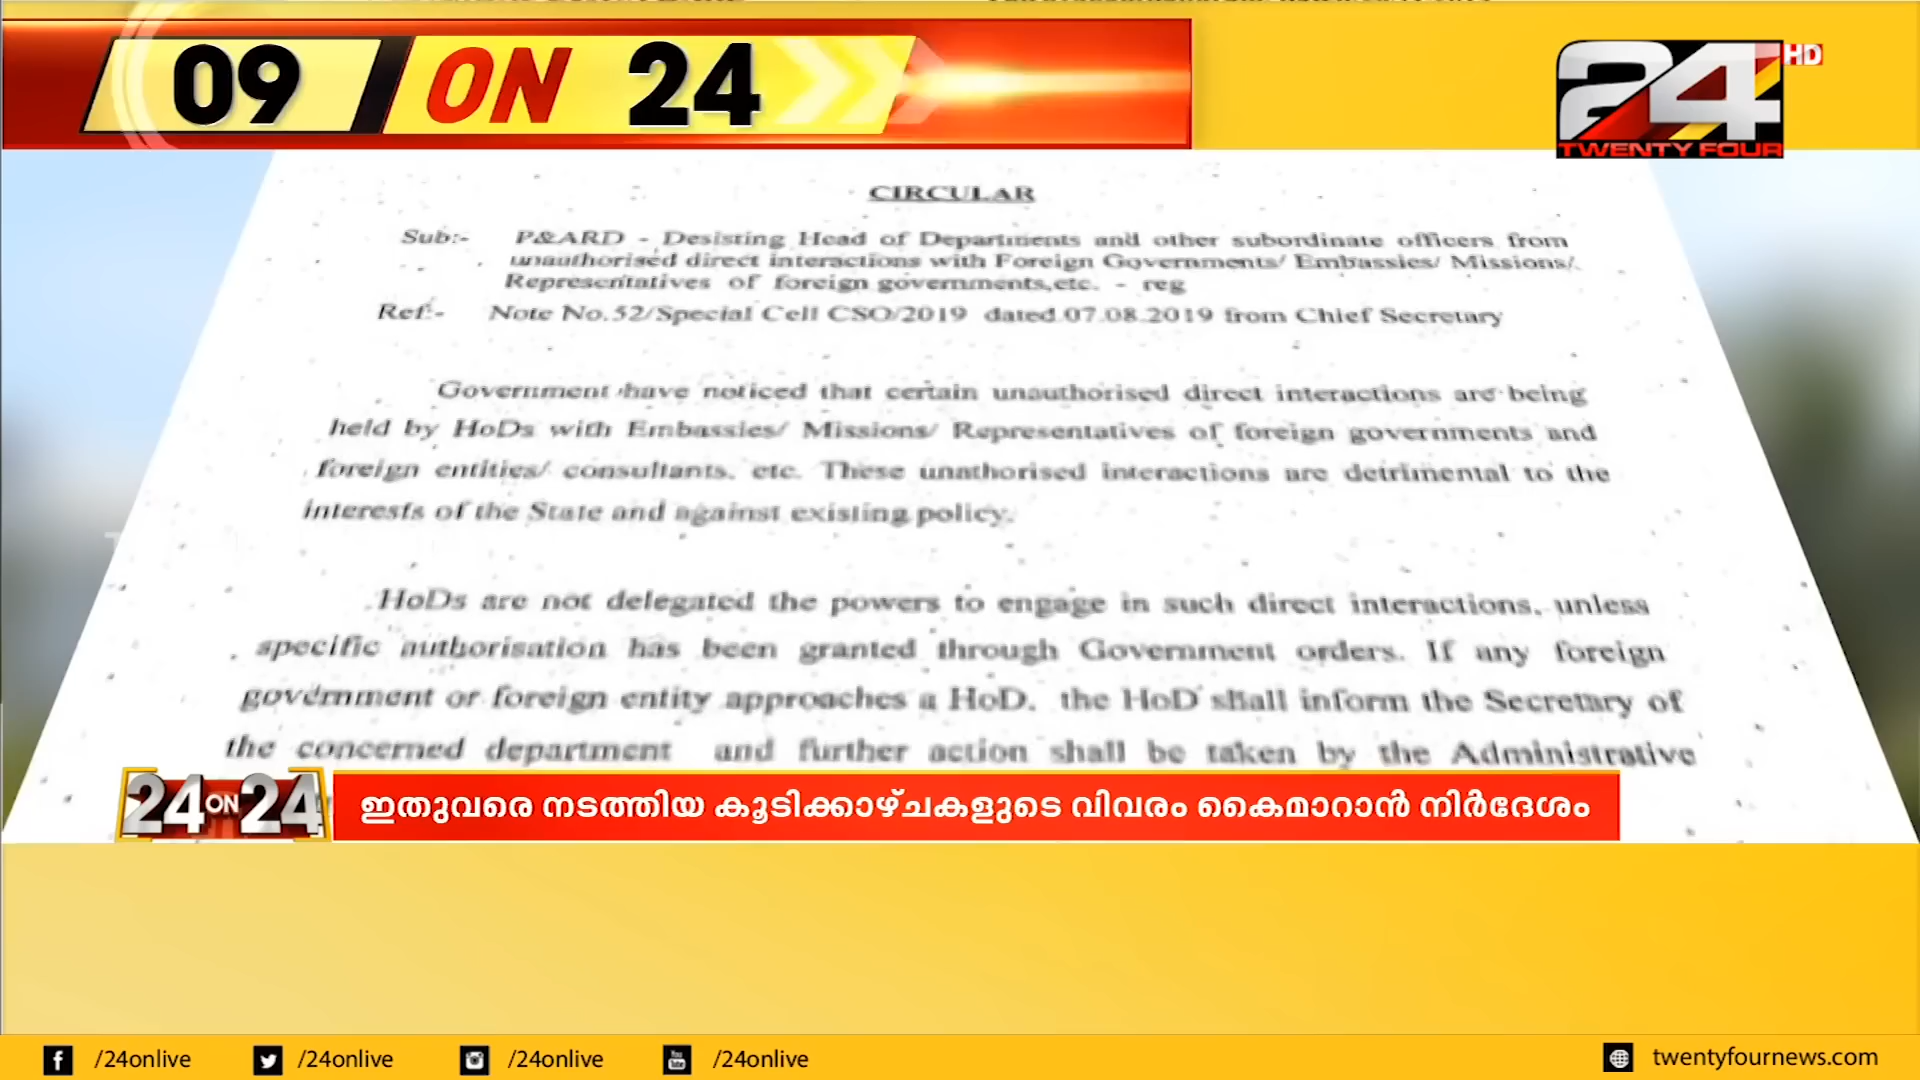 09 ON 24
24 HD
TWENTY FOUR
CIRCULAR
Sub:- P&ARD - Desisting Head of Departments and other subordinate officers from
unauthorised direct interactions with Foreign Governments/ Embassies/ Missions/
Representatives of foreign governments,etc. - reg
Ref:- Note No.52/Special Cell CSO/2019 dated.07.08.2019 from Chief Secretary
Government have noticed that certain unauthorised direct interactions are being
held by HoDs with Embassies/ Missions/ Representatives of foreign governments and
foreign entities/ consultants, etc. These unathorised interactions are detrimental to the
interests of the State and against existing policy.
HoDs are not delegated the powers to engage in such direct interactions, unless
specific authorisation has been granted through Government orders. If any foreign
government or foreign entity approaches a HoD, the HoD shall inform the Secretary of
the concerned department and further action shall be taken by the Administrative
24 ON 24 ഇതുവരെ നടത്തിയ കൂടിക്കാഴ്ചകളുടെ വിവരം കൈമാറാൻ നിർദേശം
/24onlive /24onlive /24onlive /24onlive twentyfournews.com